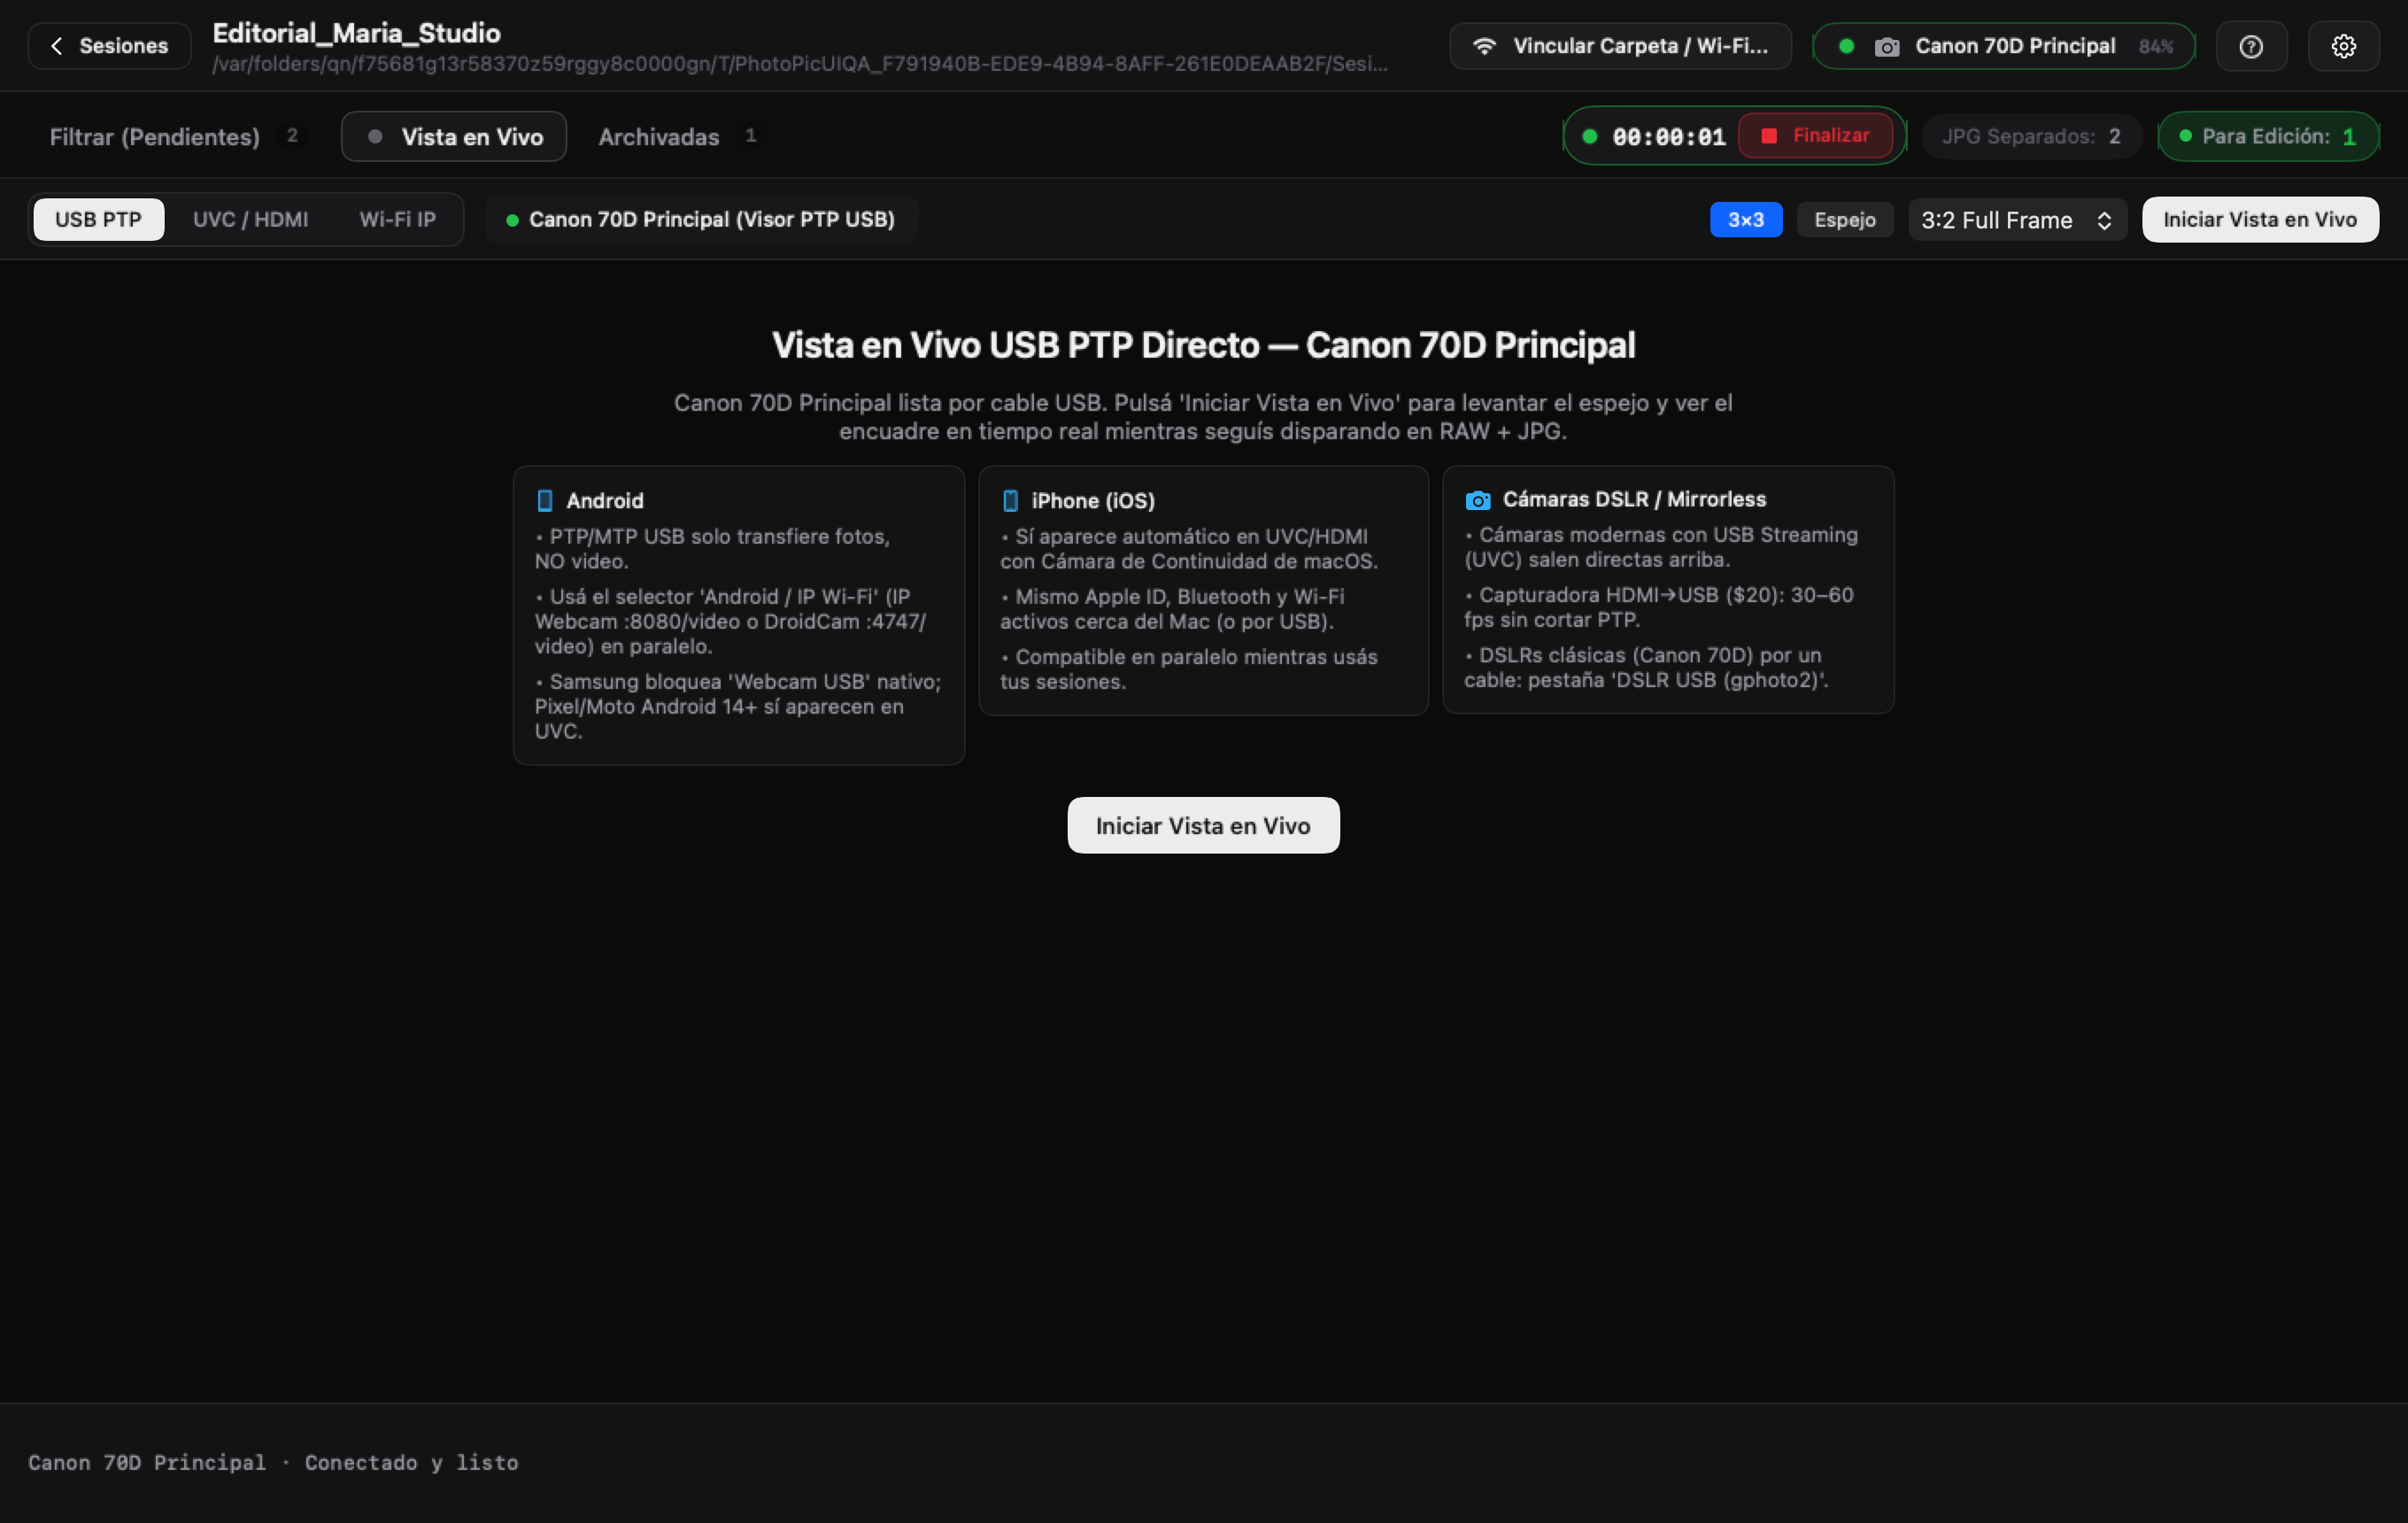 Sesiones
Editorial_Maria_Studio
/var/folders/qn/f75681g13r58370z59rggy8c0000gn/T/PhotoPicUIQA_F791940B-EDE9-4B94-8AFF-261E0DEAAB2F/Sesi...
Vincular Carpeta / Wi-Fi...
Canon 70D Principal 84%
Filtrar (Pendientes) 2
Vista en Vivo
Archivadas 1
00:00:01
Finalizar
JPG Separados: 2
Para Edición: 1
USB PTP
UVC / HDMI
Wi-Fi IP
Canon 70D Principal (Visor PTP USB)
3×3
Espejo
3:2 Full Frame
Iniciar Vista en Vivo
Vista en Vivo USB PTP Directo — Canon 70D Principal
Canon 70D Principal lista por cable USB. Pulsá 'Iniciar Vista en Vivo' para levantar el espejo y ver el
encuadre en tiempo real mientras seguís disparando en RAW + JPG.
Android
• PTP/MTP USB solo transfiere fotos,
NO video.
• Usá el selector 'Android / IP Wi-Fi' (IP
Webcam :8080/video o DroidCam :4747/
video) en paralelo.
• Samsung bloquea 'Webcam USB' nativo;
Pixel/Moto Android 14+ sí aparecen en
UVC.
iPhone (iOS)
• Sí aparece automático en UVC/HDMI
con Cámara de Continuidad de macOS.
• Mismo Apple ID, Bluetooth y Wi-Fi
activos cerca del Mac (o por USB).
• Compatible en paralelo mientras usás
tus sesiones.
Cámaras DSLR / Mirrorless
• Cámaras modernas con USB Streaming
(UVC) salen directas arriba.
• Capturadora HDMI→USB ($20): 30–60
fps sin cortar PTP.
• DSLRs clásicas (Canon 70D) por un
cable: pestaña 'DSLR USB (gphoto2)'.
Iniciar Vista en Vivo
Canon 70D Principal · Conectado y listo